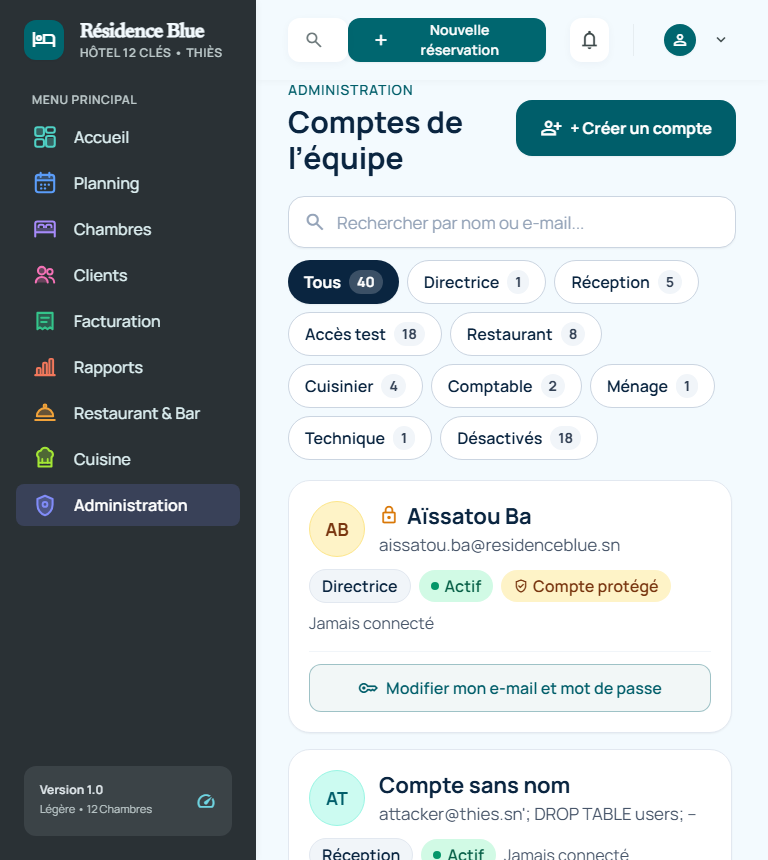 Résidence Blue
HÔTEL 12 CLÉS • THIÈS
MENU PRINCIPAL
Accueil
Planning
Chambres
Clients
Facturation
Rapports
Restaurant & Bar
Cuisine
Administration
Version 1.0
Légère • 12 Chambres
+ Nouvelle
réservation
ADMINISTRATION
Comptes de
l'équipe
+ Créer un compte
Rechercher par nom ou e-mail...
Tous 40 Directrice 1 Réception 5
Accès test 18 Restaurant 8
Cuisinier 4 Comptable 2 Ménage 1
Technique 1 Désactivés 18
AB Aïssatou Ba
aissatou.ba@residenceblue.sn
Directrice Actif Compte protégé
Jamais connecté
Modifier mon e-mail et mot de passe
AT Compte sans nom
attacker@thies.sn'; DROP TABLE users; –
Réception Actif Jamais connecté